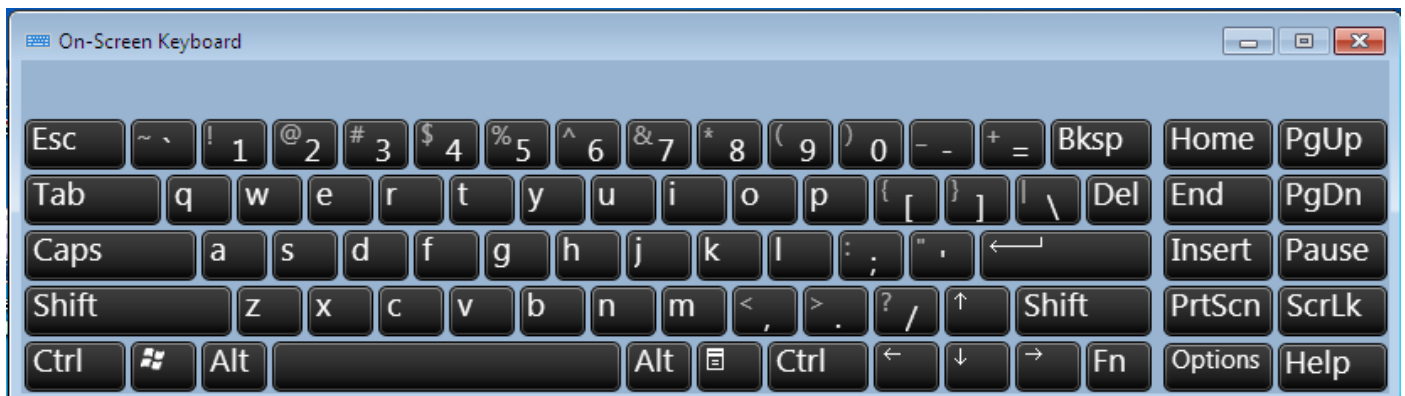 On-Screen Keyboard
Esc ~ ` ! 1 @ 2 # 3 $ 4 % 5 ^ 6 & 7 * 8 ( 9 ) 0 _ - + = Bksp Home PgUp
Tab q w e r t y u i o p { [ } ] | \ Del End PgDn
Caps a s d f g h j k l : ; " ' ← Insert Pause
Shift z x c v b n m < , > . ? / ↑ Shift PrtScn ScrLk
Ctrl Alt Alt Ctrl ← ↓ → Fn Options Help